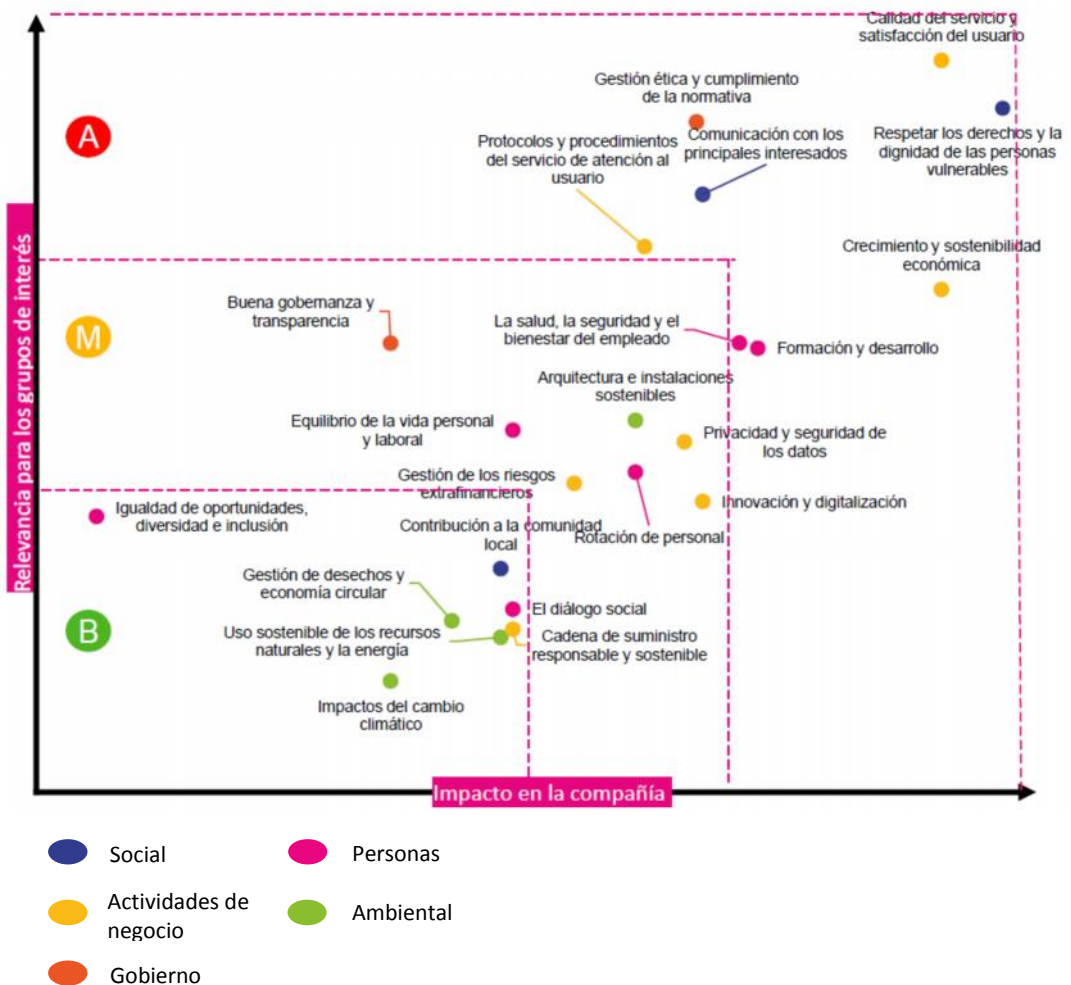 Calidad del servicio y
satisfacción del usuario
Gestión ética y cumplimiento
de la normativa
A
Protocolos y procedimientos
del servicio de atención al
usuario
Comunicación con los
principales interesados
Respetar los derechos y la
dignidad de las personas
vulnerables
Relevancia para los grupos de interés
Crecimiento y sostenibilidad
económica
Buena gobernanza y
transparencia
M
La salud, la seguridad y el
bienestar del empleado
Formación y desarrollo
Arquitectura e instalaciones
sostenibles
Equilibrio de la vida personal
y laboral
Privacidad y seguridad de
los datos
Gestión de los riesgos
extrafinancieros
Igualdad de oportunidades,
diversidad e inclusión
Innovación y digitalización
Contribución a la comunidad
local
Rotación de personal
Gestión de desechos y
economía circular
El diálogo social
B
Uso sostenible de los recursos
naturales y la energía
Cadena de suministro
responsable y sostenible
Impactos del cambio
climático
Impacto en la compañía
Social
Personas
Actividades de
negocio
Ambiental
Gobierno